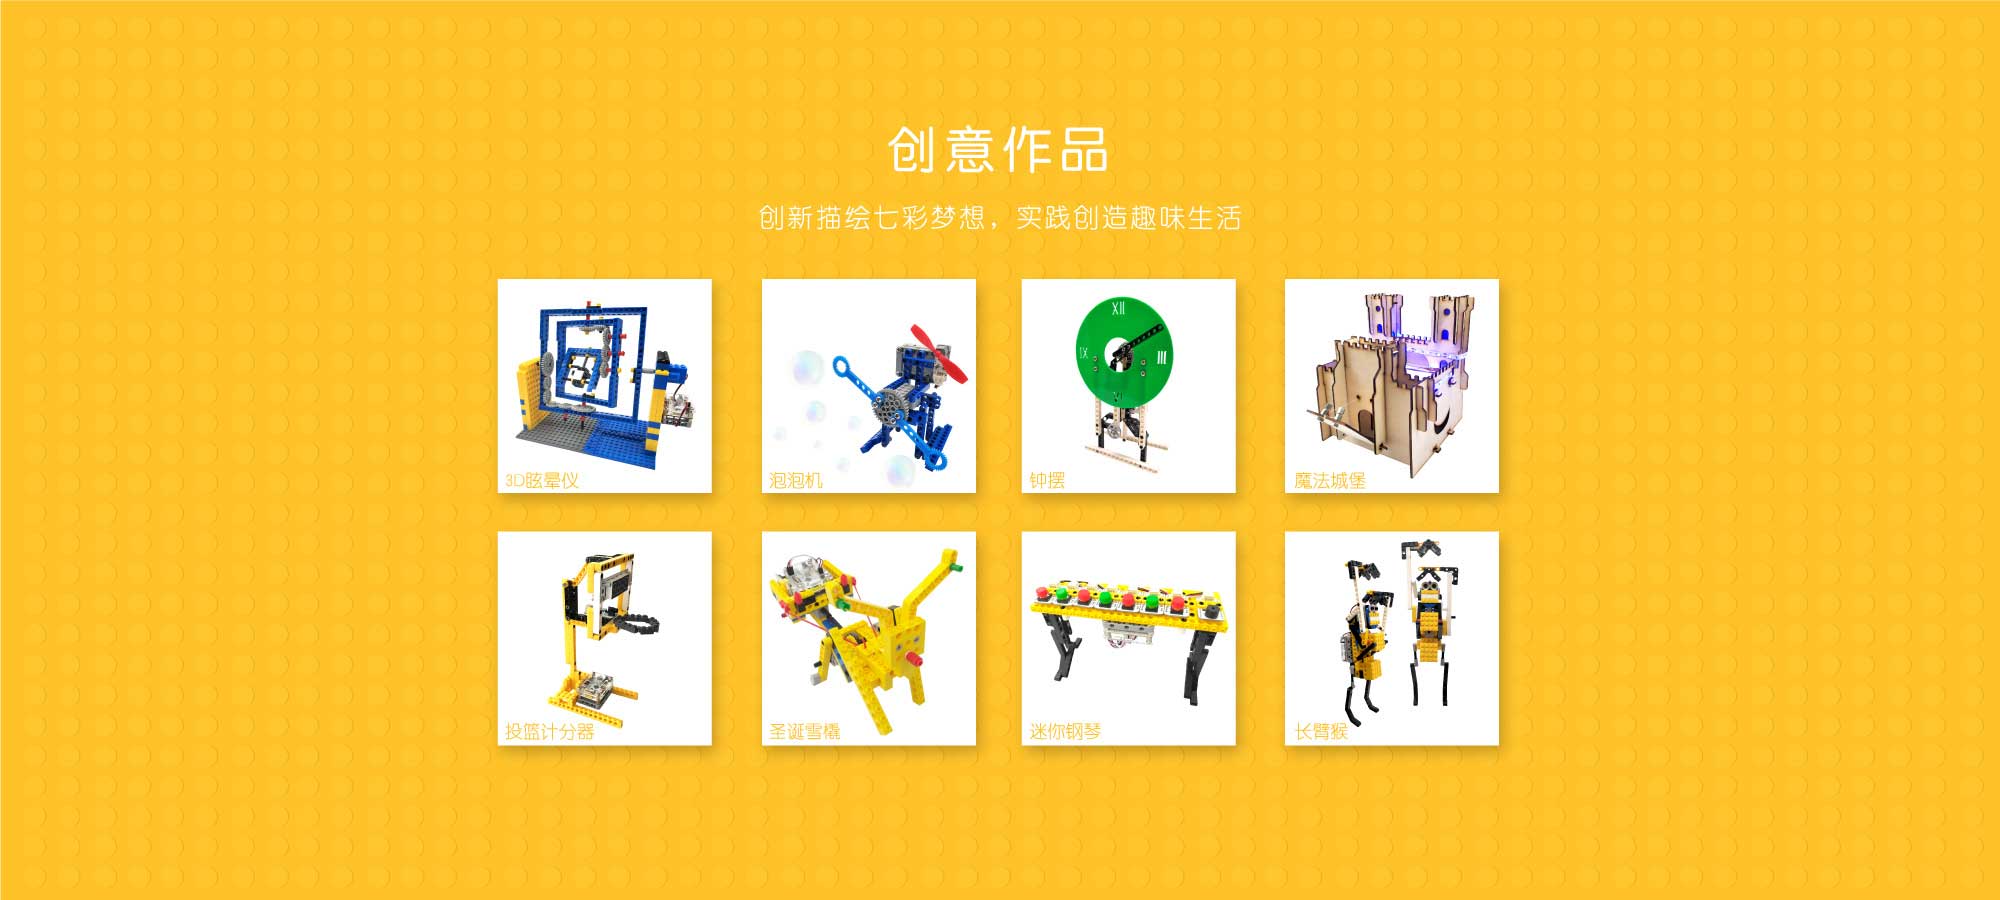 创意作品
创新描绘七彩梦想，实践创造趣味生活
XII
IX
III
VI
3D眩晕仪
泡泡机
钟摆
魔法城堡
投篮计分器
圣诞雪橇
迷你钢琴
长臂猴